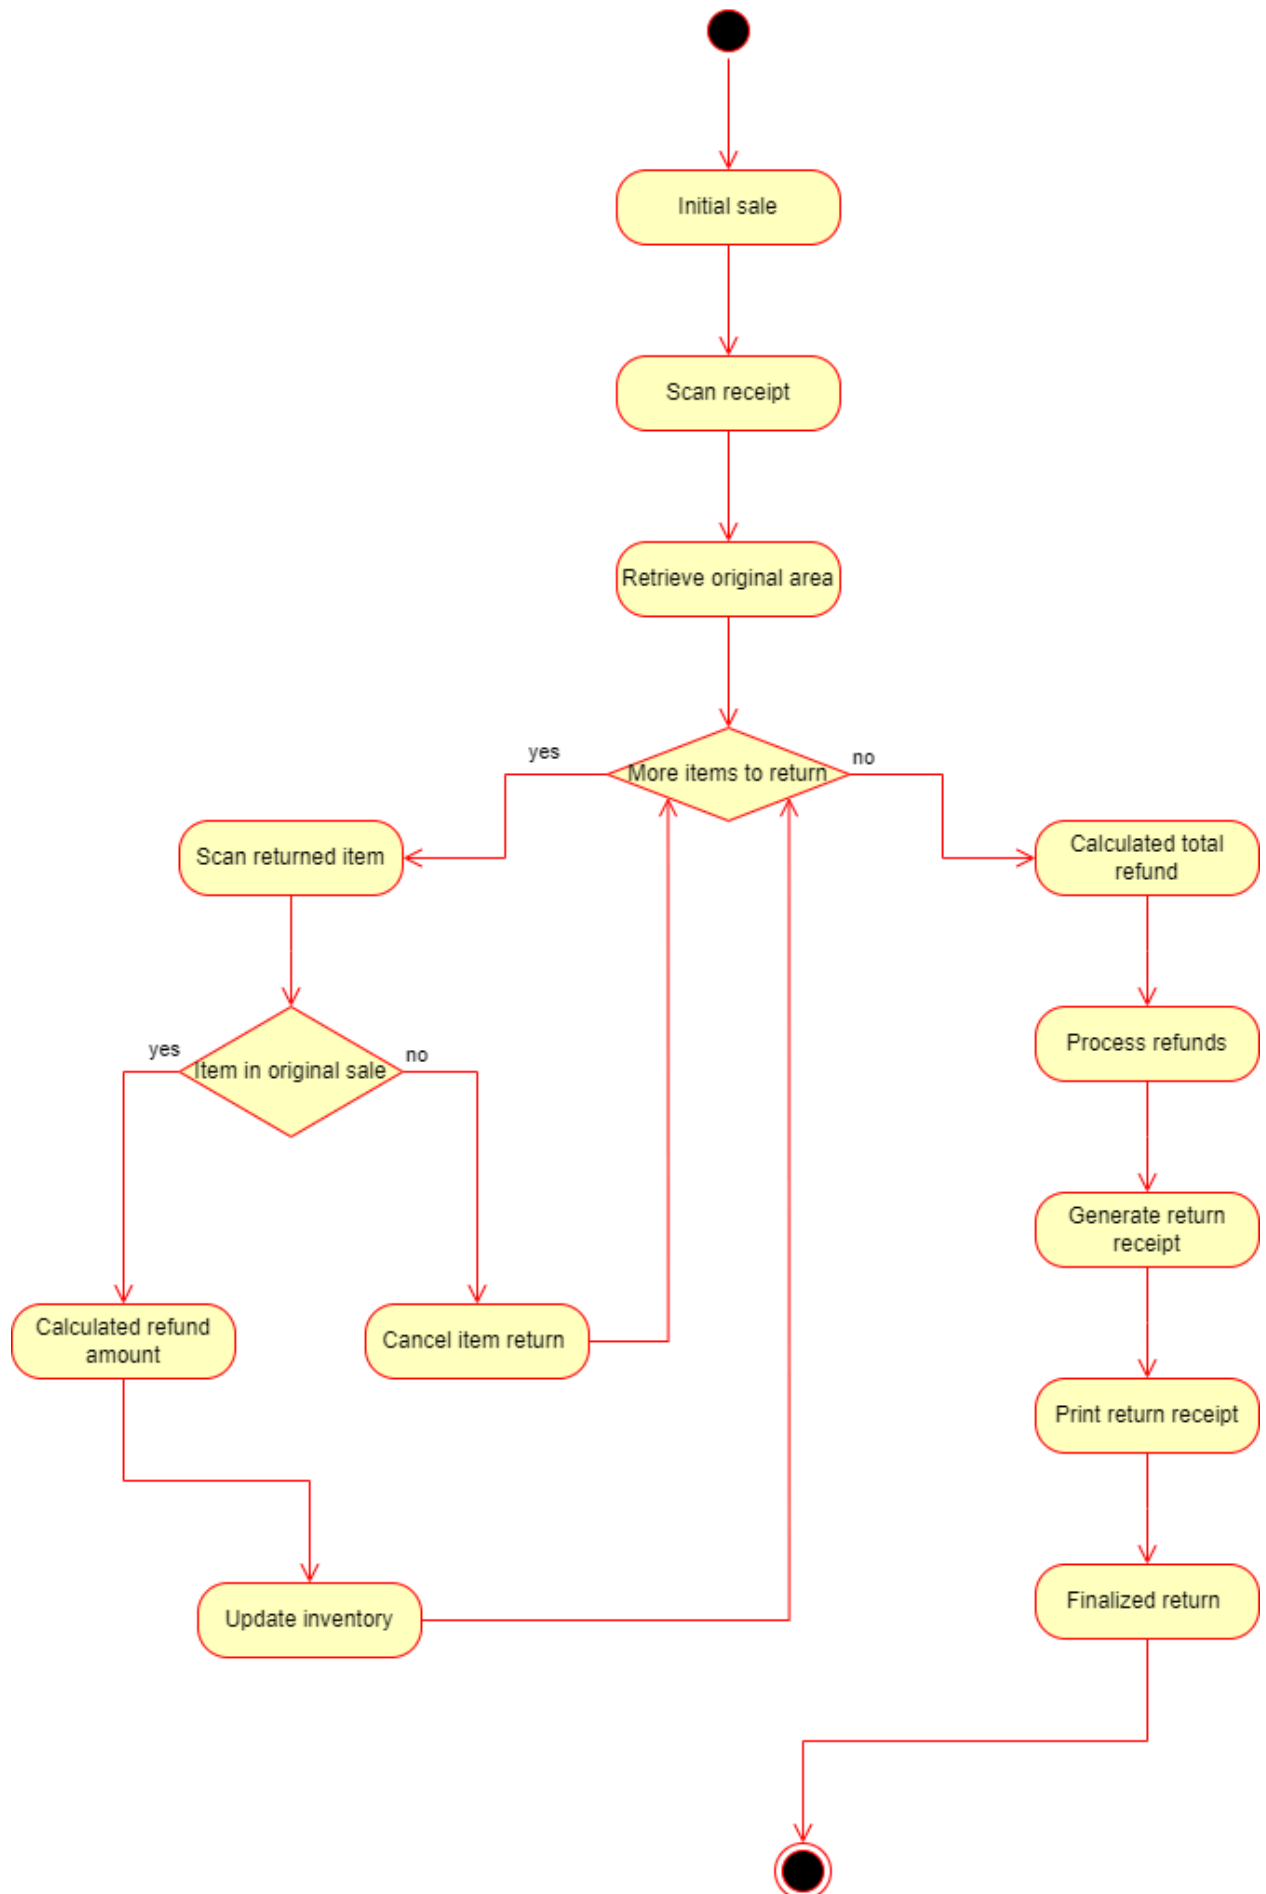 Initial sale
Scan receipt
Retrieve original area
More items to return
yes
no
Scan returned item
Calculated total
refund
Item in original sale
yes
no
Process refunds
Generate return
receipt
Calculated refund
amount
Cancel item return
Print return receipt
Update inventory
Finalized return